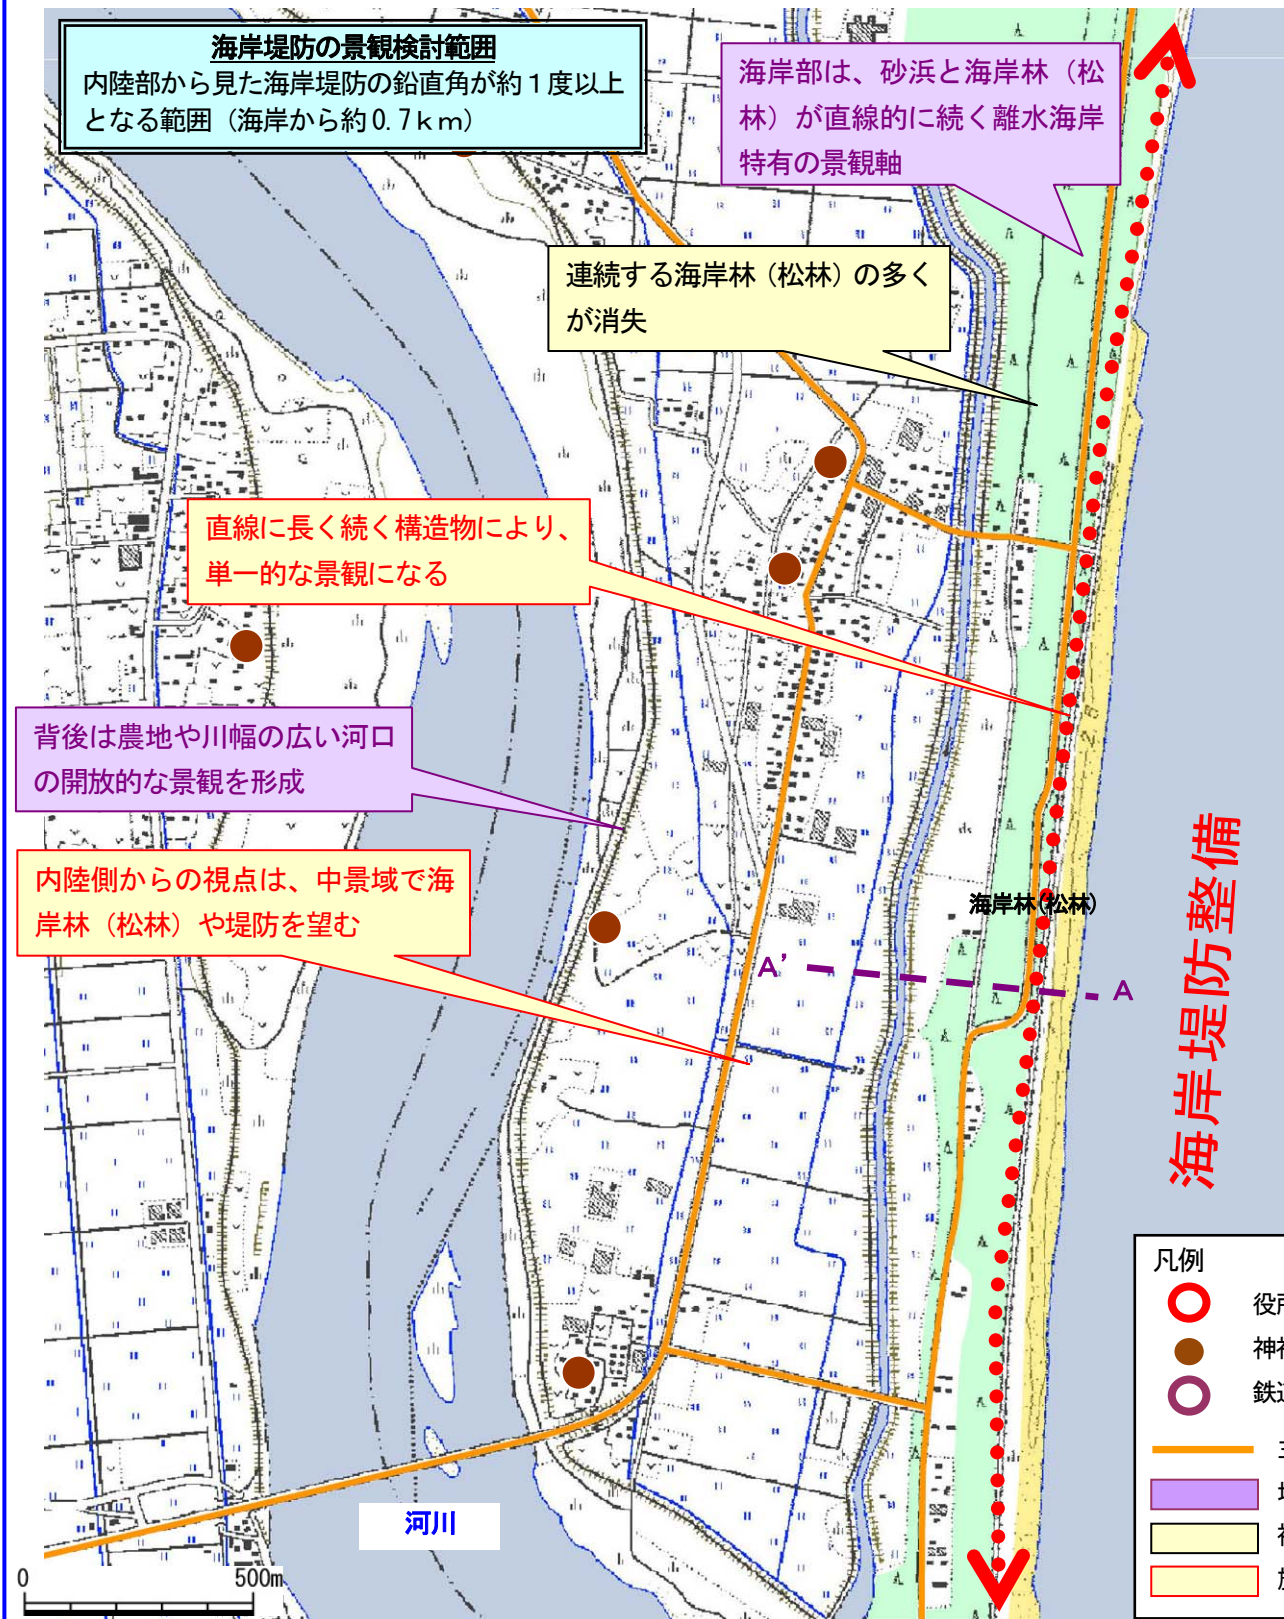 海岸堤防の景観検討範囲
内陸部から見た海岸堤防の鉛直角が約１度以上
となる範囲（海岸から約0.7ｋｍ）
海岸部は、砂浜と海岸林（松
林）が直線的に続く離水海岸
特有の景観軸
連続する海岸林（松林）の多く
が消失
直線に長く続く構造物により、
単一的な景観になる
背後は農地や川幅の広い河口
の開放的な景観を形成
内陸側からの視点は、中景域で海
岸林（松林）や堤防を望む
海岸林(松林)
A’
A
海岸堤防整備
河川
0
500m
凡例
役所
神社
鉄道